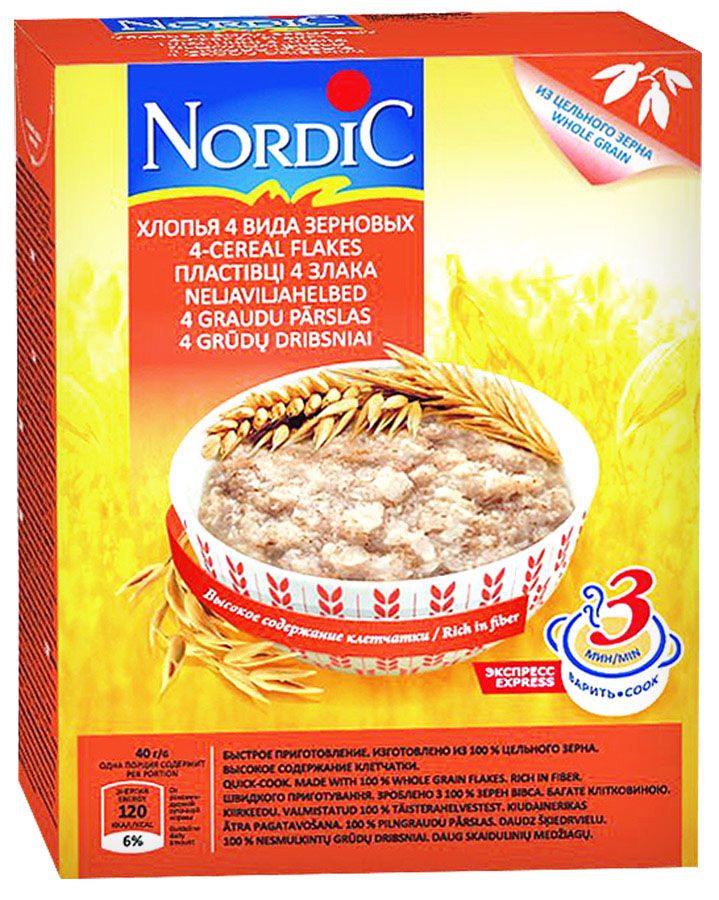 NORDIC
ИЗ ЦЕЛЬНОГО ЗЕРНА
WHOLE GRAIN
ХЛОПЬЯ 4 ВИДА ЗЕРНОВЫХ
4-CEREAL FLAKES
ПЛАСТІВЦІ 4 ЗЛАКА
NELJAVILJAHELBED
4 GRAUDU PĀRSLAS
4 GRŪDŲ DRIBSNIAI
Высокое содержание клетчатки / Rich in fiber
3
МИН/MIN
ВАРИТЬ•COOK
ЭКСПРЕСС
EXPRESS
40 г/g
ОДНА ПОРЦИЯ СОДЕРЖИТ
PER PORTION
ЭНЕРГИЯ
ENERGY
120
ККАЛ/KCAL
6%
Guideline
daily
amount
БЫСТРОЕ ПРИГОТОВЛЕНИЕ. ИЗГОТОВЛЕНО ИЗ 100 % ЦЕЛЬНОГО ЗЕРНА.
ВЫСОКОЕ СОДЕРЖАНИЕ КЛЕТЧАТКИ.
QUICK-COOK. MADE WITH 100 % WHOLE GRAIN FLAKES. RICH IN FIBER.
ШВИДКОГО ПРИГОТУВАННЯ. ЗРОБЛЕНО З 100 % ЗЕРЕН ВІВСА. БАГАТЕ КЛІТКОВИНОЮ.
KIIRKEEDU. VALMISTATUD 100 % TÄISTERAHELVESTEST. KIUDAINERIKAS
ĀTRA PAGATAVOŠANA. 100 % PILNGRAUDU PĀRSLAS. DAUDZ ŠĶIEDRVIELU.
100 % NESMULKINTŲ GRŪDŲ DRIBSNIAI. DAUG SKAIDULINIŲ MEDŽIAGŲ.